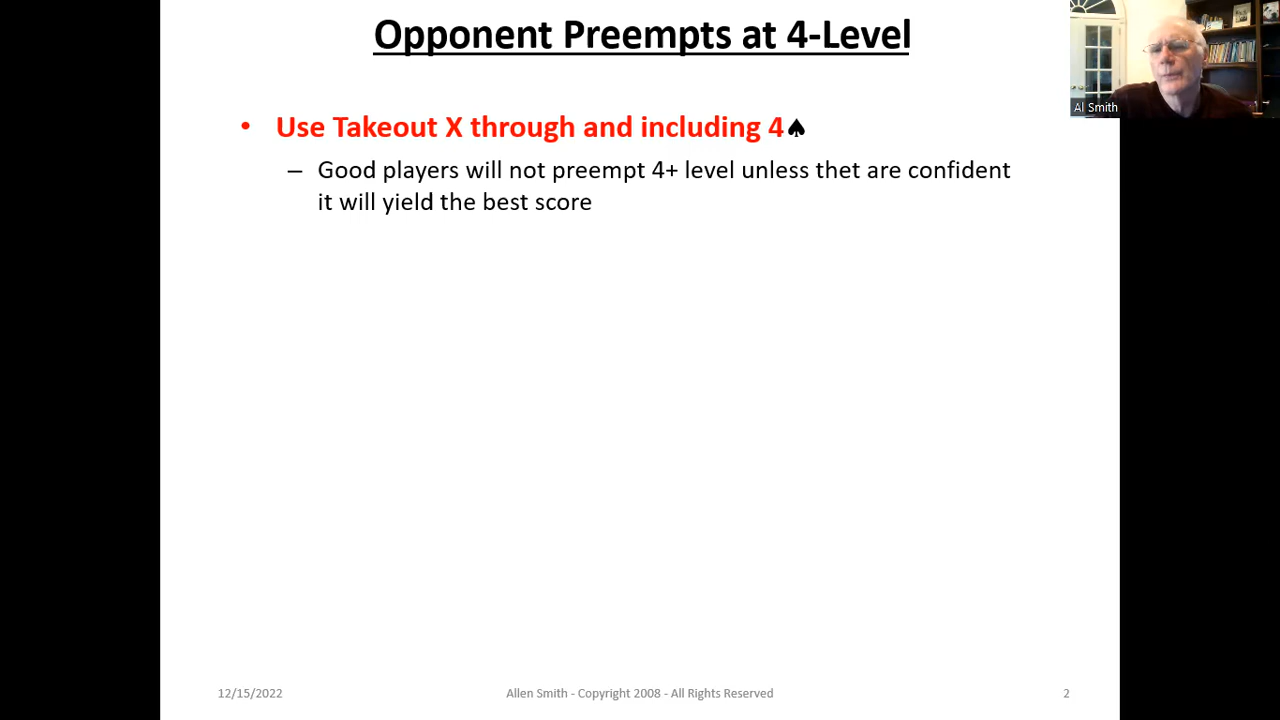 Opponent Preempts at 4-Level
Al Smith
• Use Takeout X through and including 4♠
– Good players will not preempt 4+ level unless thet are confident
it will yield the best score
12/15/2022
Allen Smith - Copyright 2008 - All Rights Reserved
2